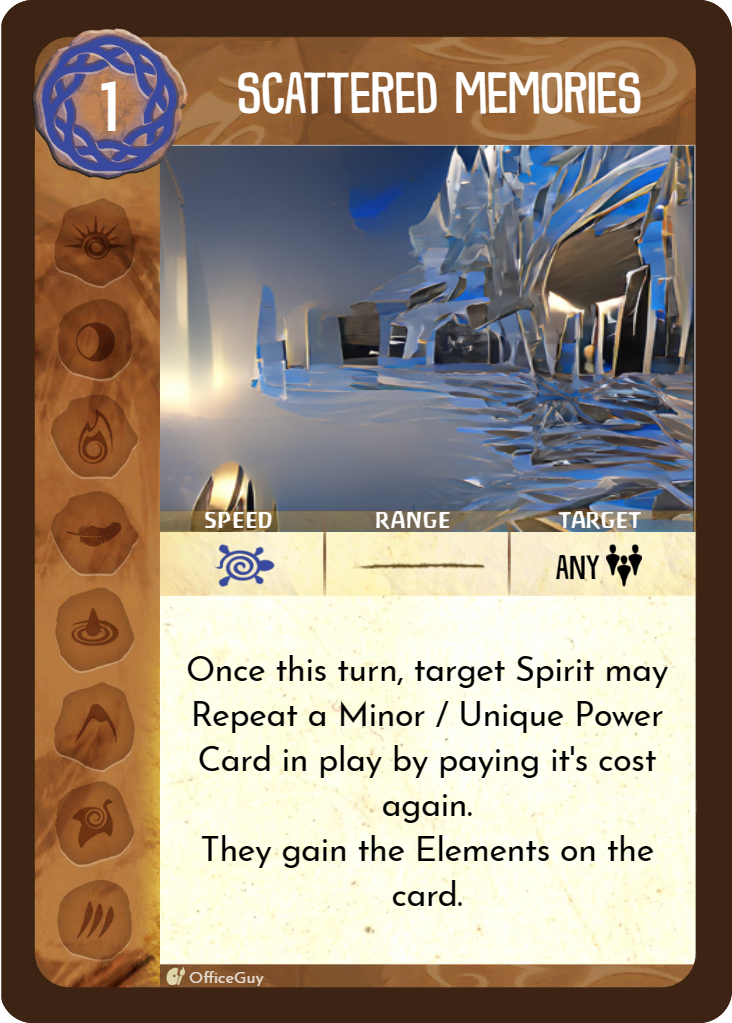 1
SCATTERED MEMORIES
SPEED RANGE TARGET
ANY
Once this turn, target Spirit may
Repeat a Minor / Unique Power
Card in play by paying it's cost
again.
They gain the Elements on the
card.
OfficeGuy